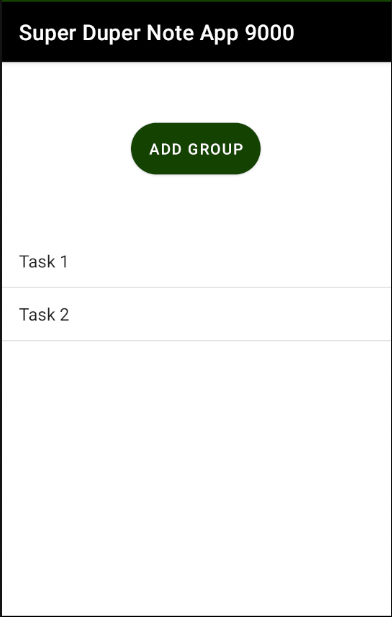 Super Duper Note App 9000
ADD GROUP
Task 1
Task 2